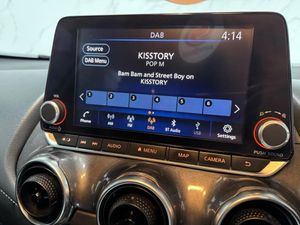 DAB
4:14
Source
DAB Menu
KISSTORY
POP M
Bam Bam and Street Boy on
KISSTORY
1 2 3 4 5 6
Phone
AM
FM
DAB
BT Audio
USB
Settings
AUDIO
MENU
MAP
CAMERA
PUSH SOUND